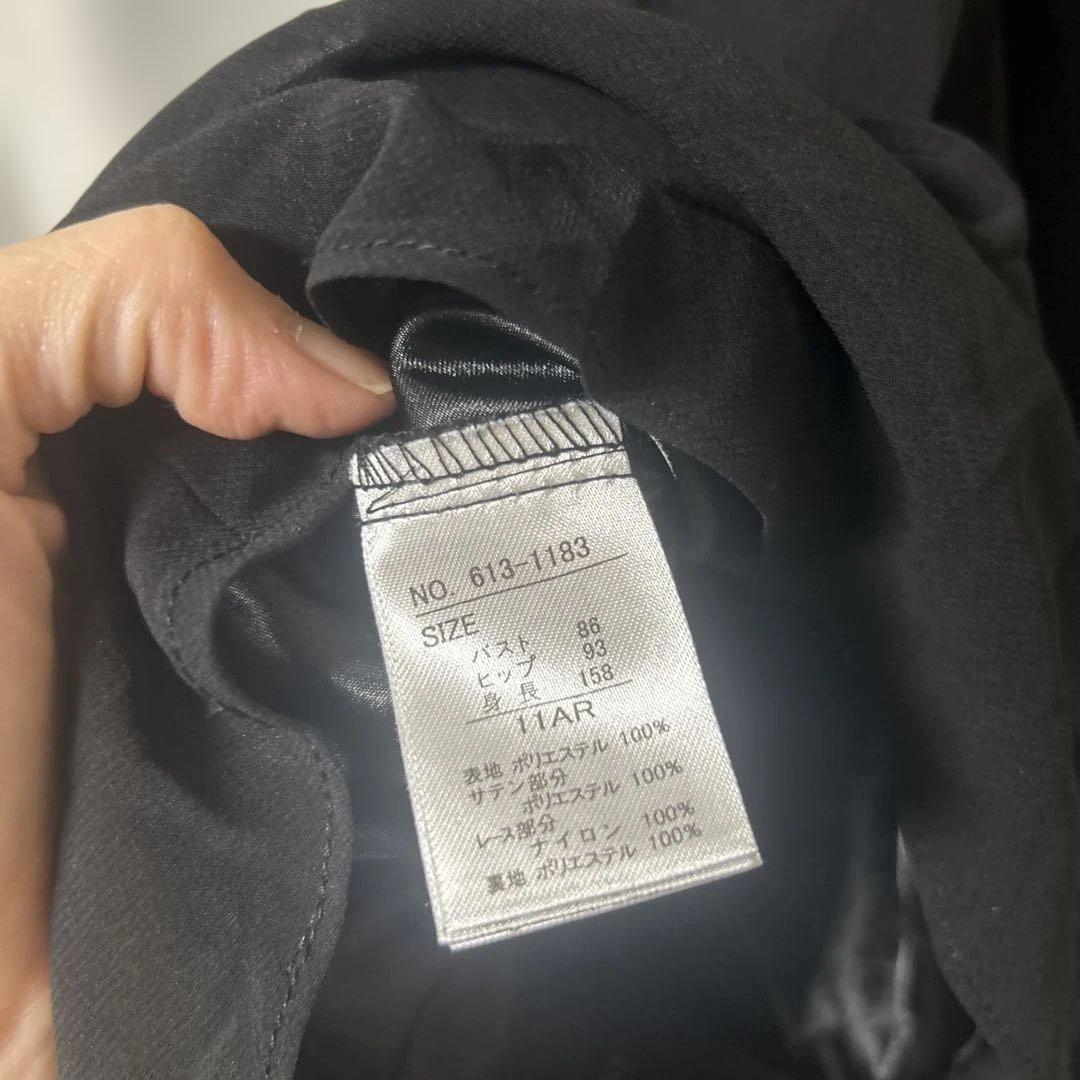 NO. 613-1183
SIZE
バスト 86
ヒップ 93
身長 158
11AR
表地 ポリエステル 100%
サテン部分
ポリエステル 100%
レース部分
ナイロン 100%
裏地 ポリエステル 100%